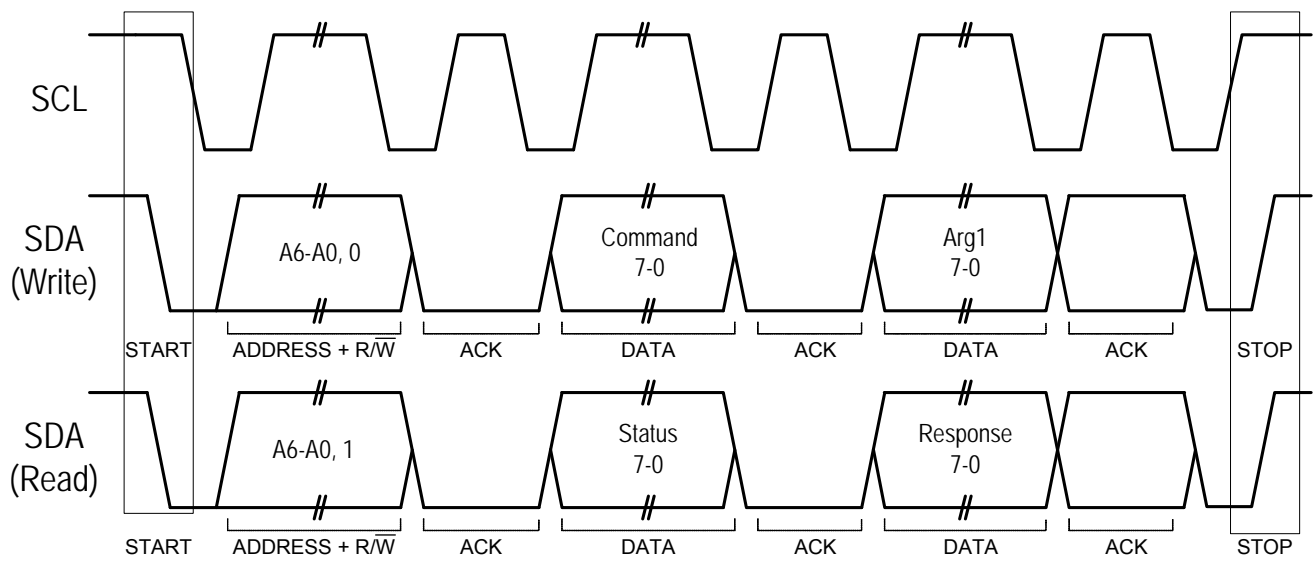 SCL
SDA
(Write)
A6-A0, 0
Command
7-0
Arg1
7-0
START
ADDRESS + R/W̅
ACK
DATA
ACK
DATA
ACK
STOP
SDA
(Read)
A6-A0, 1
Status
7-0
Response
7-0
START
ADDRESS + R/W̅
ACK
DATA
ACK
DATA
ACK
STOP